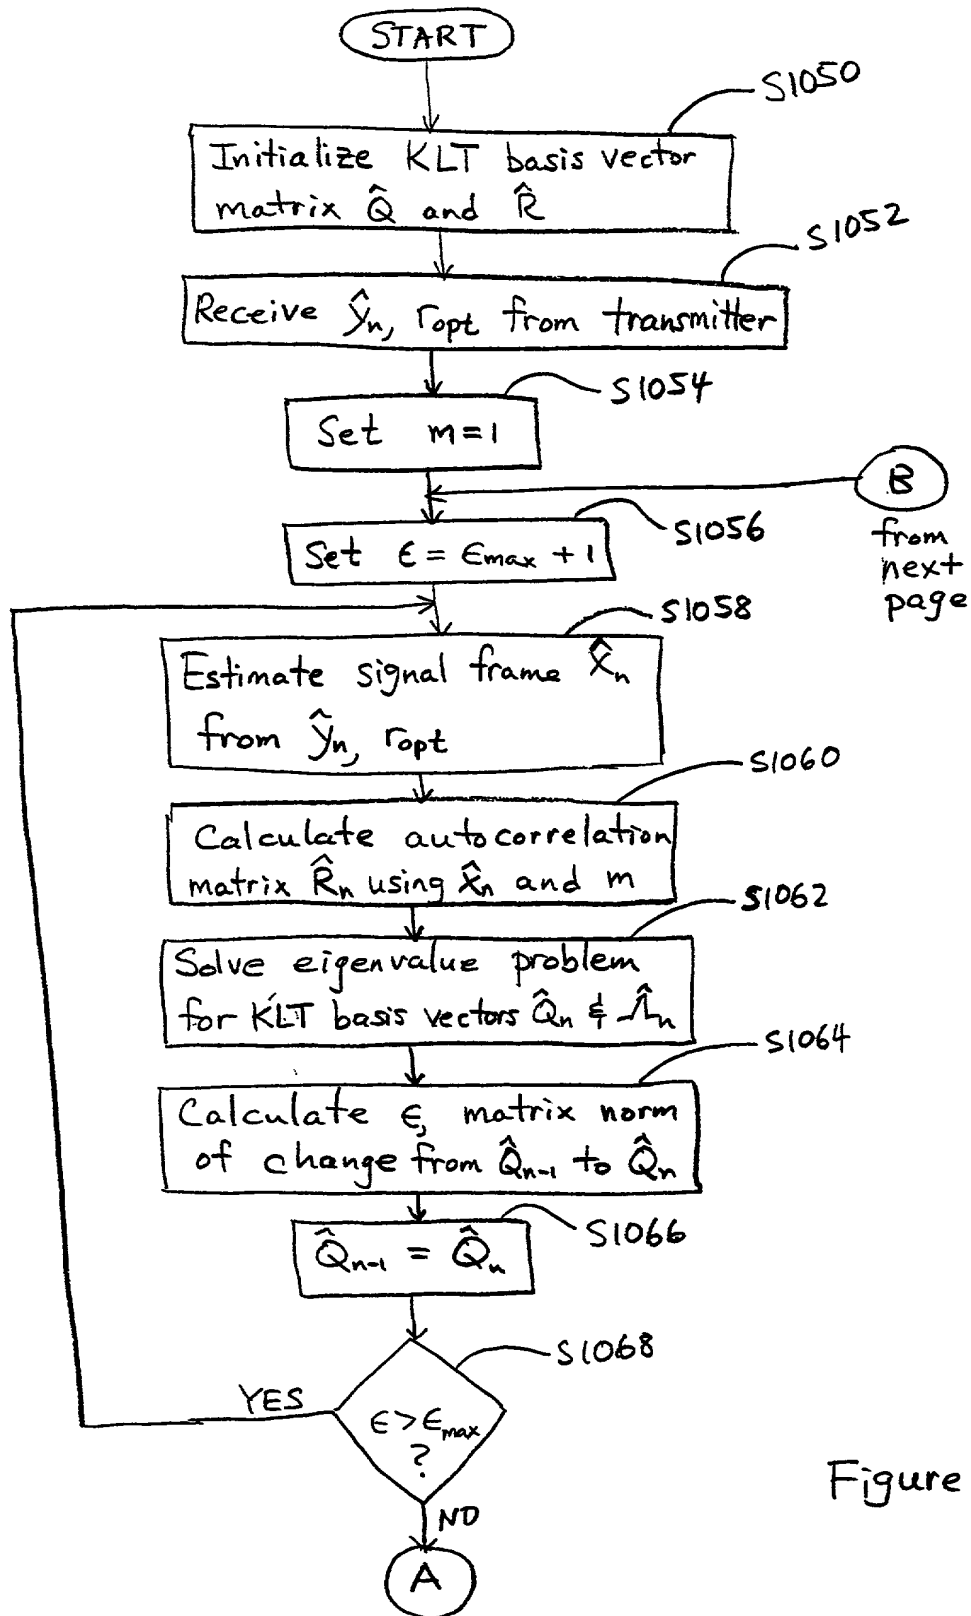 START
S1050
Initialize KLT basis vector
matrix Q̂ and R̂
S1052
Receive ŷn, ropt from transmitter
S1054
Set m=1
B
from
next
page
S1056
Set ϵ = ϵmax + 1
S1058
Estimate signal frame x̂n
from ŷn, ropt
S1060
Calculate autocorrelation
matrix R̂n using x̂n and m
S1062
Solve eigenvalue problem
for KLT basis vectors Q̂n & Λ̂n
S1064
Calculate ϵ, matrix norm
of change from Q̂n-1 to Q̂n
S1066
Q̂n-1 = Q̂n
S1068
YES
ϵ>ϵmax
?
NO
A
Figure